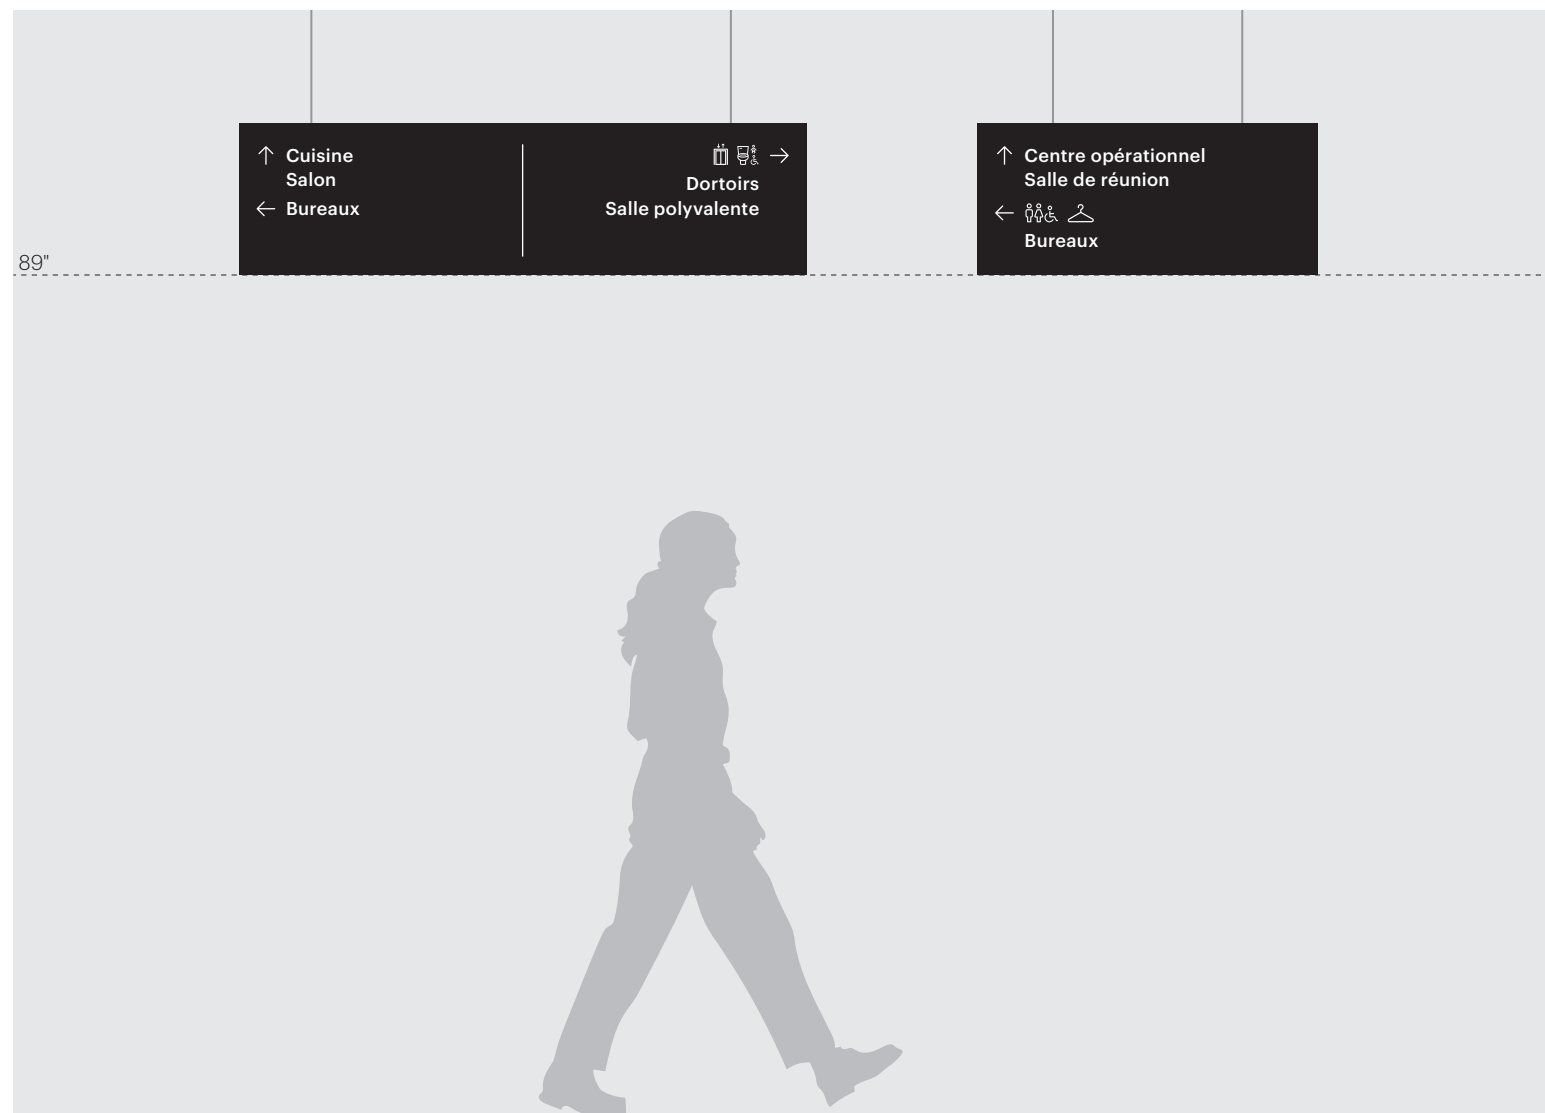 ↑ Cuisine
Salon
← Bureaux
→
Dortoirs
Salle polyvalente
↑ Centre opérationnel
Salle de réunion
←
Bureaux
89"